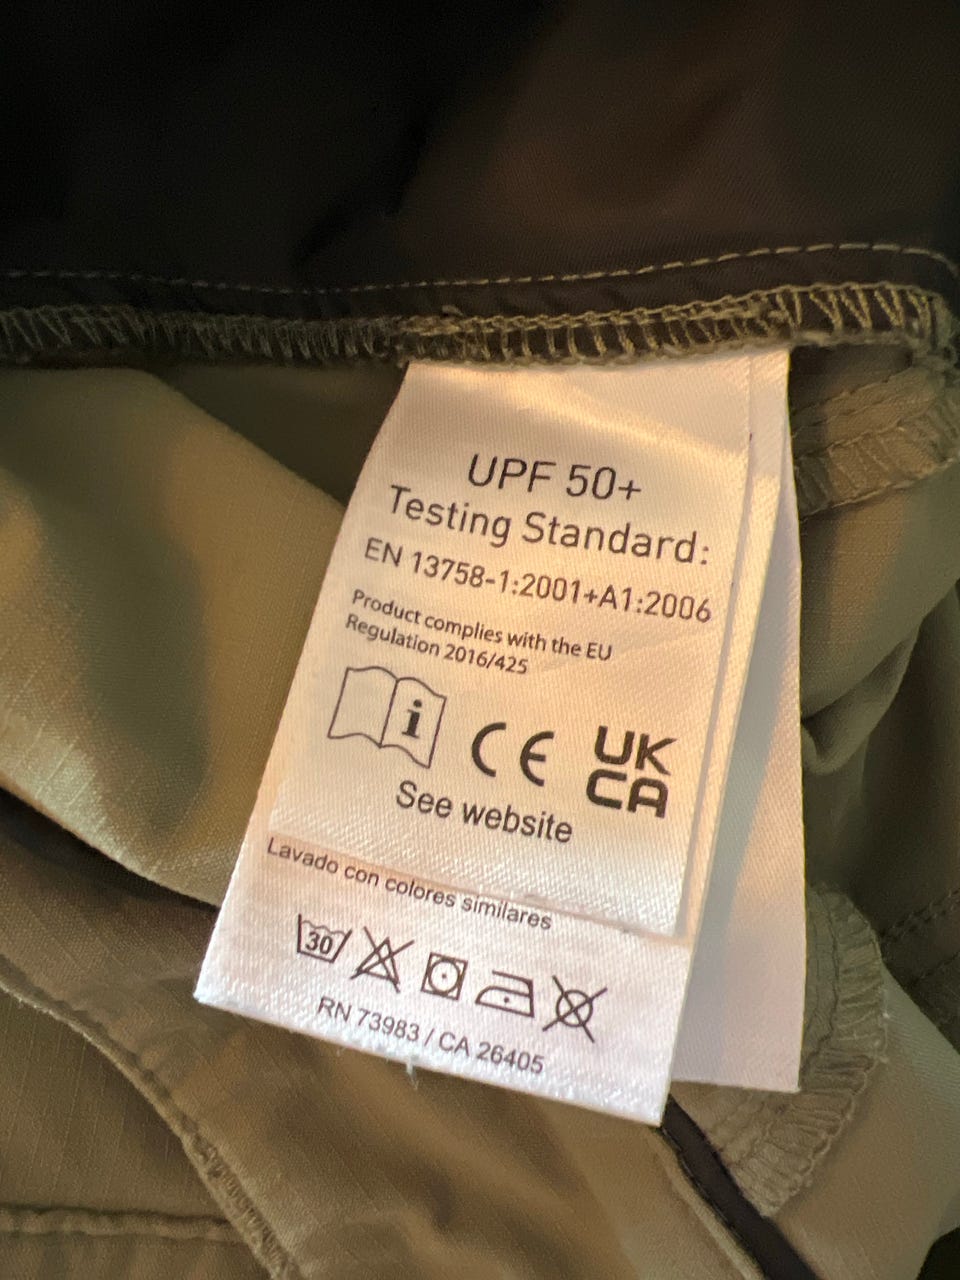 UPF 50+
Testing Standard:
EN 13758-1:2001+A1:2006
Product complies with the EU
Regulation 2016/425
i
CE
UK
CA
See website
Lavado con colores similares
30
RN 73983 / CA 26405